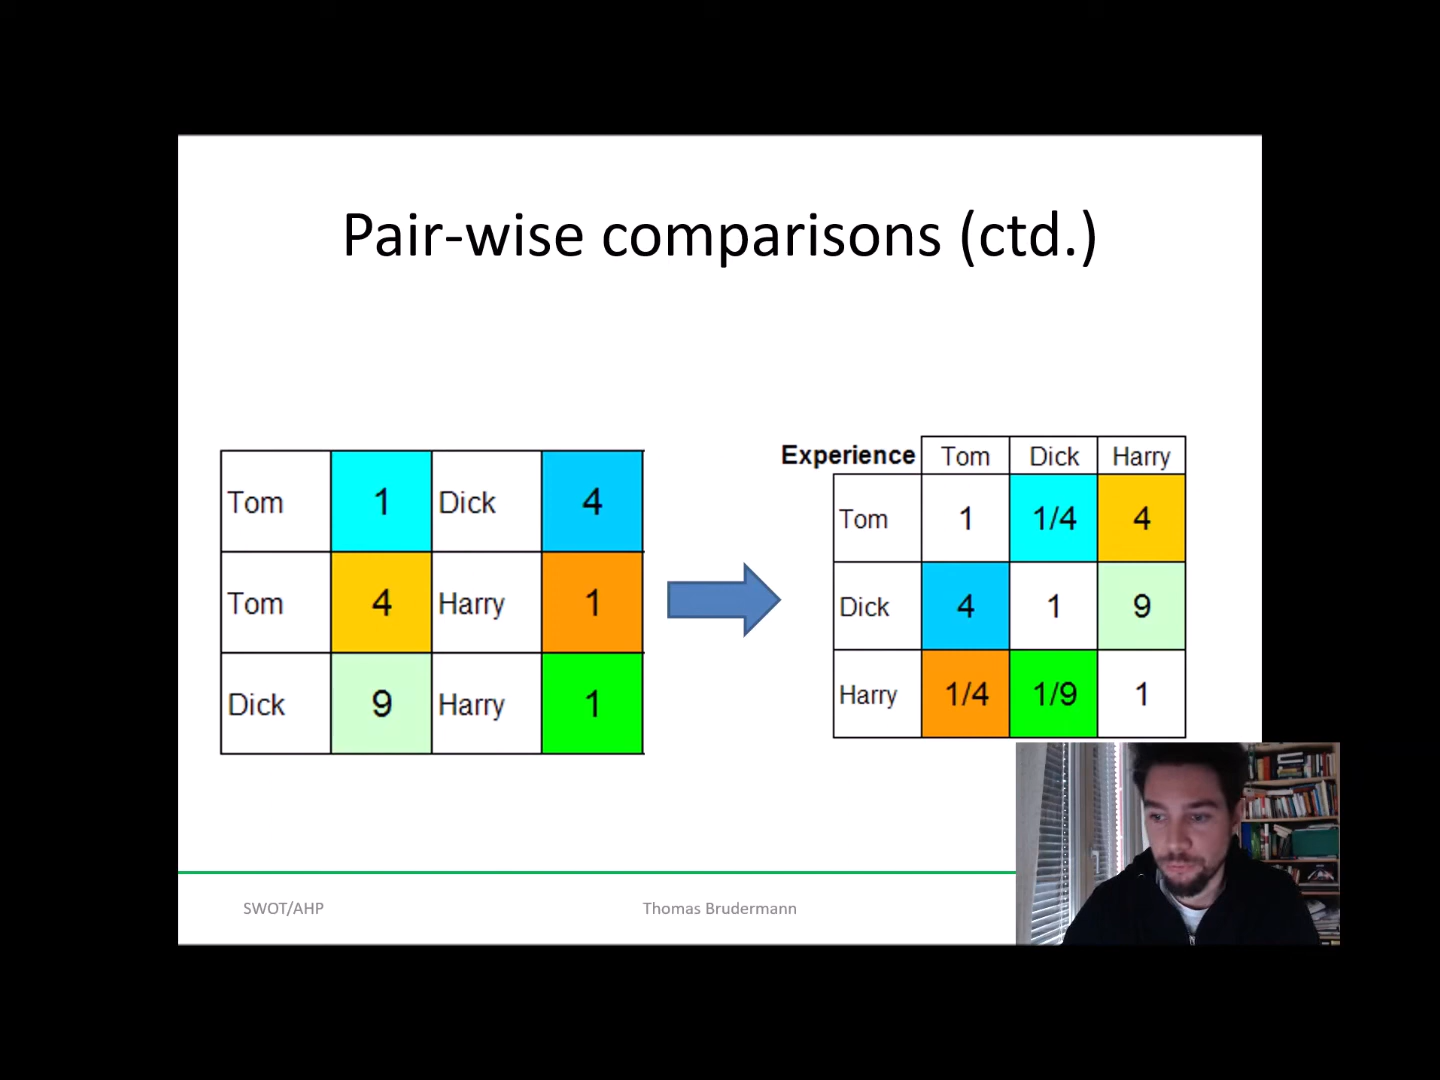 Pair-wise comparisons (ctd.)
Tom 1 Dick 4
Tom 4 Harry 1
Dick 9 Harry 1
Experience Tom Dick Harry
Tom 1 1/4 4
Dick 4 1 9
Harry 1/4 1/9 1
SWOT/AHP
Thomas Brudermann